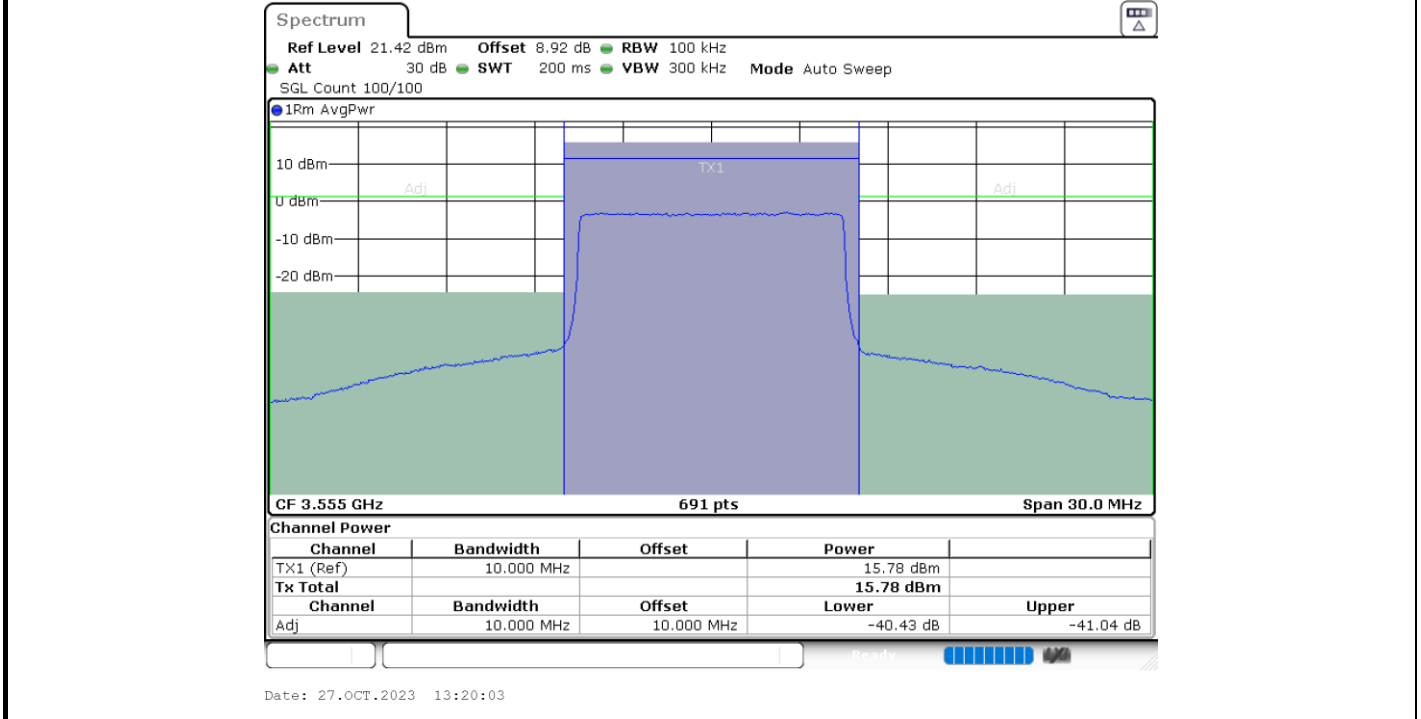 Spectrum
Ref Level 21.42 dBm Offset 8.92 dB RBW 100 kHz
Att 30 dB SWT 200 ms VBW 300 kHz Mode Auto Sweep
SGL Count 100/100
1Rm AvgPwr
10 dBm
TX1
Adj Adj
0 dBm
-10 dBm
-20 dBm
CF 3.555 GHz 691 pts Span 30.0 MHz
Channel Power
Channel Bandwidth Offset Power
TX1 (Ref) 10.000 MHz 15.78 dBm
Tx Total 15.78 dBm
Channel Bandwidth Offset Lower Upper
Adj 10.000 MHz 10.000 MHz -40.43 dB -41.04 dB
Ready
Date: 27.OCT.2023 13:20:03